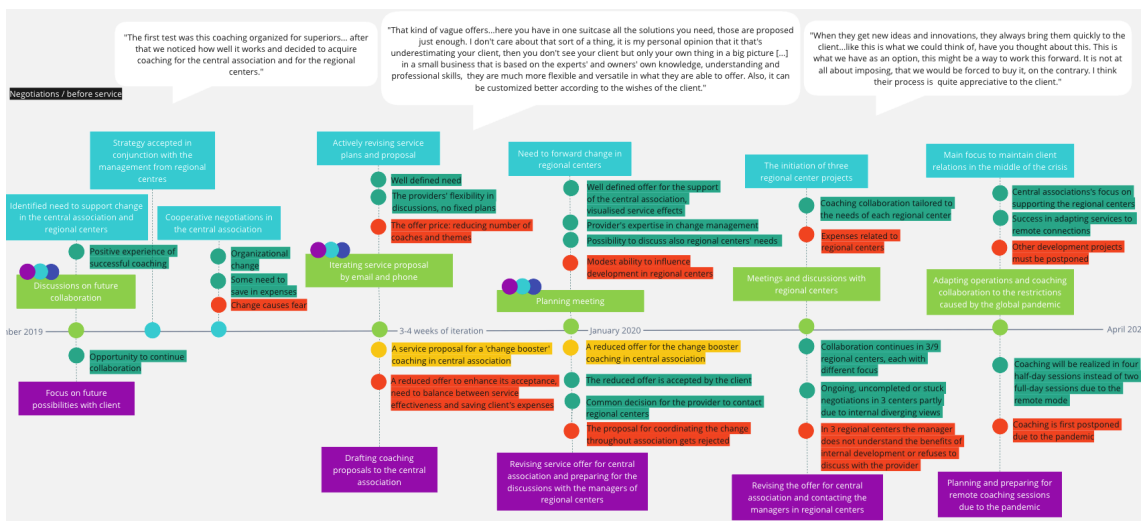 "The first test was this coaching organized for superiors... after
that we noticed how well it works and decided to acquire
coaching for the central association and for the regional
centers."
"That kind of vague offers...here you have in one suitcase all the solutions you need, those are proposed
just enough. I don't care about that sort of a thing, it is my personal opinion that it that's
underestimating your client, then you don't see your client but only your own thing in a big picture [...]
in a small business that is based on the experts' and owners' own knowledge, understanding and
professional skills, they are much more flexible and versatile in what they are able to offer. Also, it can
be customized better according to the wishes of the client."
"When they get new ideas and innovations, they always bring them quickly to the
client...like this is what we could think of, have you thought about this. This is
what we have as an option, this might be a way to work this forward. It is not at
all about imposing, that we would be forced to buy it, on the contrary. I think
their process is quite appreciative to the client."
Negotiations / before service
Identified need to support change
in the central association and
regional centers
Positive experience of
successful coaching
Discussions on future
collaboration
Strategy accepted in
conjunction with the
management from regional
centres
Cooperative negotiations in
the central association
Organizational
change
Some need to
save in expenses
Change causes fear
Actively revising service
plans and proposal
Well defined need
The providers' flexibility in
discussions, no fixed plans
The offer price: reducing number of
coaches and themes
Iterating service proposal
by email and phone
Need to forward change in
regional centers
Well defined offer for the support
of the central association,
visualised service effects
Provider's expertise in change management
Possibility to discuss also regional centers' needs
Modest ability to influence
development in regional centers
Planning meeting
The initiation of three
regional center projects
Coaching collaboration tailored to
the needs of each regional center
Expenses related to
regional centers
Meetings and discussions with
regional centers
Main focus to maintain client
relations in the middle of the crisis
Central associations's focus on
supporting the regional centers
Success in adapting services to
remote connections
Other development projects
must be postponed
Adapting operations and coaching
collaboration to the restrictions
caused by the global pandemic
ber 2019
3-4 weeks of iteration
January 2020
April 202
Opportunity to continue
collaboration
Focus on future
possibilities with client
A service proposal for a 'change booster'
coaching in central association
A reduced offer to enhance its acceptance,
need to balance between service
effectiveness and saving client's expenses
Drafting coaching
proposals to the central
association
A reduced offer for the change booster
coaching in central association
The reduced offer is accepted by the client
Common decision for the provider to contact
regional centers
The proposal for coordinating the change
throughout association gets rejected
Revising service offer for central
association and preparing for the
discussions with the managers of
regional centers
Collaboration continues in 3/9
regional centers, each with
different focus
Ongoing, uncompleted or stuck
negotiations in 3 centers partly
due to internal diverging views
In 3 regional centers the manager
does not understand the benefits of
internal development or refuses to
discuss with the provider
Revising the offer for central
association and contacting the
managers in regional centers
Coaching will be realized in four
half-day sessions instead of two
full-day sessions due to the
remote mode
Coaching is first postponed
due to the pandemic
Planning and preparing for
remote coaching sessions
due to the pandemic